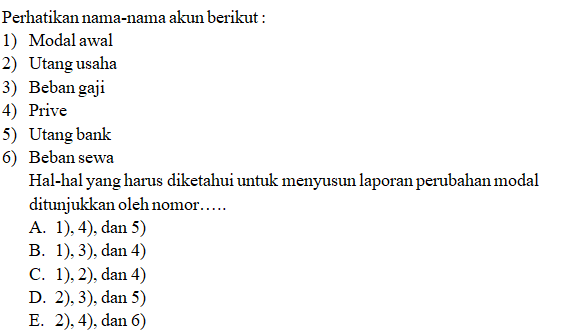 Perhatikan nama-nama akun berikut :
1) Modal awal
2) Utang usaha
3) Beban gaji
4) Prive
5) Utang bank
6) Beban sewa
Hal-hal yang harus diketahui untuk menyusun laporan perubahan modal
ditunjukkan oleh nomor.....
A. 1), 4), dan 5)
B. 1), 3), dan 4)
C. 1), 2), dan 4)
D. 2), 3), dan 5)
E. 2), 4), dan 6)